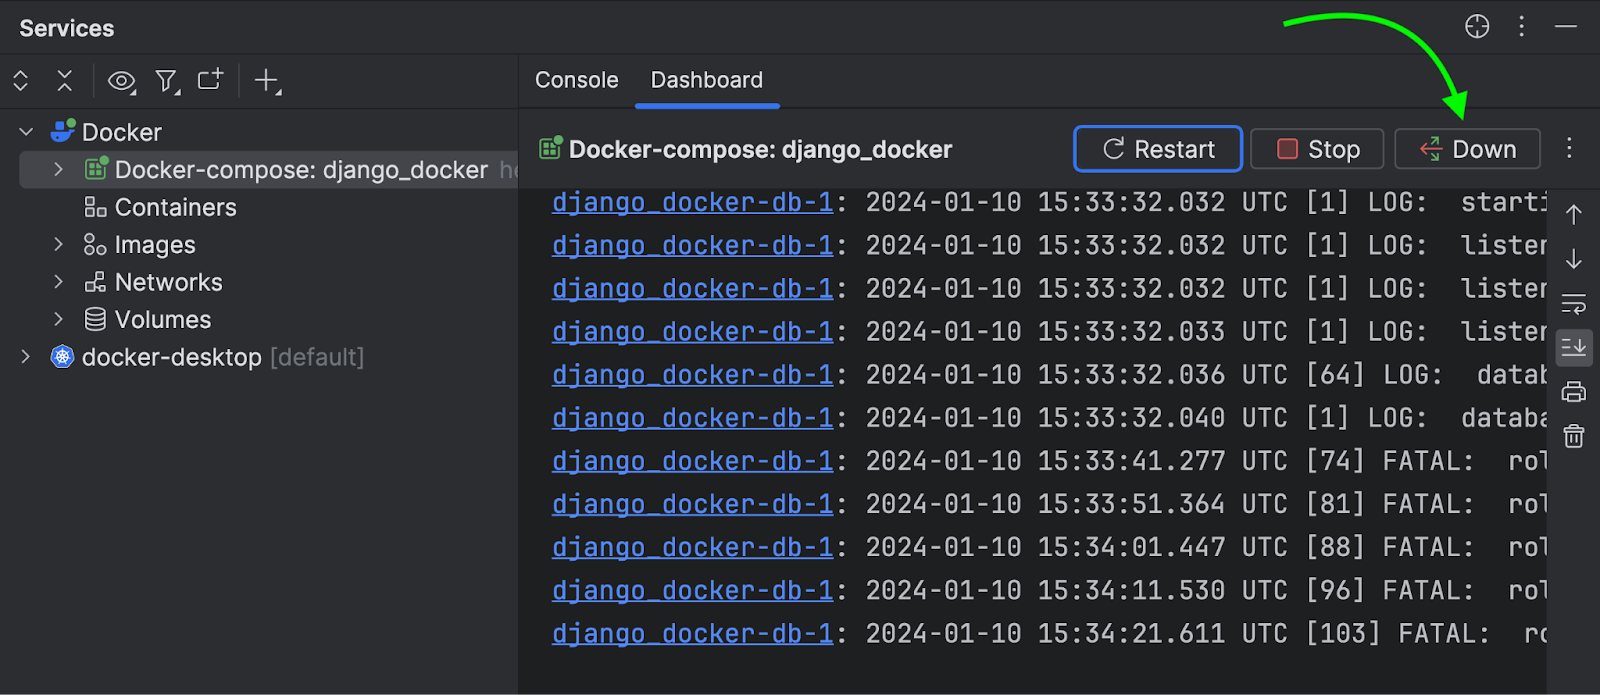 Services
Console Dashboard
Docker
Docker-compose: django_docker
Containers
Images
Networks
Volumes
docker-desktop [default]
Docker-compose: django_docker Restart Stop Down
django_docker-db-1: 2024-01-10 15:33:32.032 UTC [1] LOG:
django_docker-db-1: 2024-01-10 15:33:32.032 UTC [1] LOG: listen
django_docker-db-1: 2024-01-10 15:33:32.032 UTC [1] LOG: listen
django_docker-db-1: 2024-01-10 15:33:32.033 UTC [1] LOG: listen
django_docker-db-1: 2024-01-10 15:33:32.036 UTC [64] LOG: datab
django_docker-db-1: 2024-01-10 15:33:32.040 UTC [1] LOG: databa
django_docker-db-1: 2024-01-10 15:33:41.277 UTC [74] FATAL: rol
django_docker-db-1: 2024-01-10 15:33:51.364 UTC [81] FATAL: rol
django_docker-db-1: 2024-01-10 15:34:01.447 UTC [88] FATAL: rol
django_docker-db-1: 2024-01-10 15:34:11.530 UTC [96] FATAL: rol
django_docker-db-1: 2024-01-10 15:34:21.611 UTC [103] FATAL: